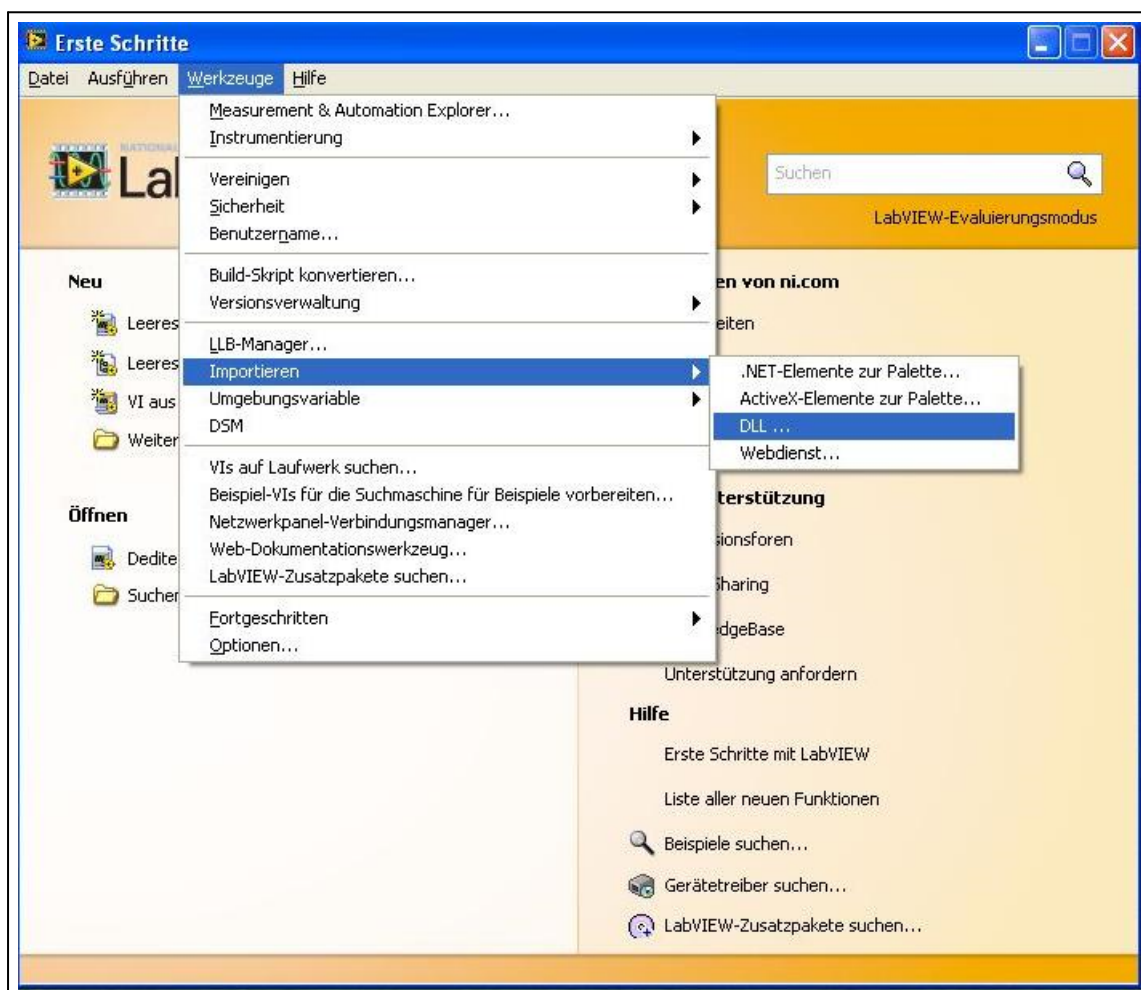 Erste Schritte
Datei Ausführen Werkzeuge Hilfe
Measurement & Automation Explorer...
Instrumentierung
Vereinigen
Sicherheit
Benutzername...
Build-Skript konvertieren...
Versionsverwaltung
LLB-Manager...
Importieren
Umgebungsvariable
DSM
VIs auf Laufwerk suchen...
Beispiel-VIs für die Suchmaschine für Beispiele vorbereiten...
Netzwerkpanel-Verbindungsmanager...
Web-Dokumentationswerkzeug...
LabVIEW-Zusatzpakete suchen...
Fortgeschritten
Optionen...
.NET-Elemente zur Palette...
ActiveX-Elemente zur Palette...
DLL ...
Webdienst...
NATIONAL
La
Suchen
LabVIEW-Evaluierungsmodus
Neu
Leeres
Leeres
VI aus
Weiter
Öffnen
Dedite
Sucher
en von ni.com
eiten
terstützung
sionsforen
haring
dgeBase
Unterstützung anfordern
Hilfe
Erste Schritte mit LabVIEW
Liste aller neuen Funktionen
Beispiele suchen...
Gerätetreiber suchen...
LabVIEW-Zusatzpakete suchen...